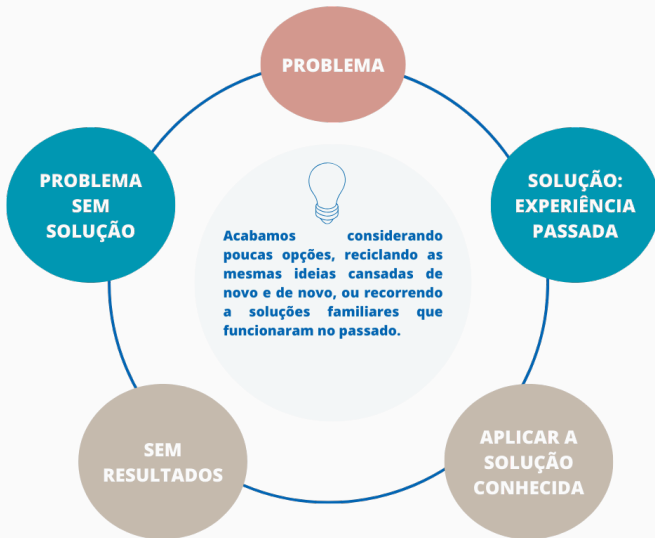 PROBLEMA
SOLUÇÃO:
EXPERIÊNCIA
PASSADA
APLICAR A
SOLUÇÃO
CONHECIDA
SEM
RESULTADOS
PROBLEMA
SEM
SOLUÇÃO
Acabamos considerando
poucas opções, reciclando as
mesmas ideias cansadas de
novo e de novo, ou recorrendo
a soluções familiares que
funcionaram no passado.